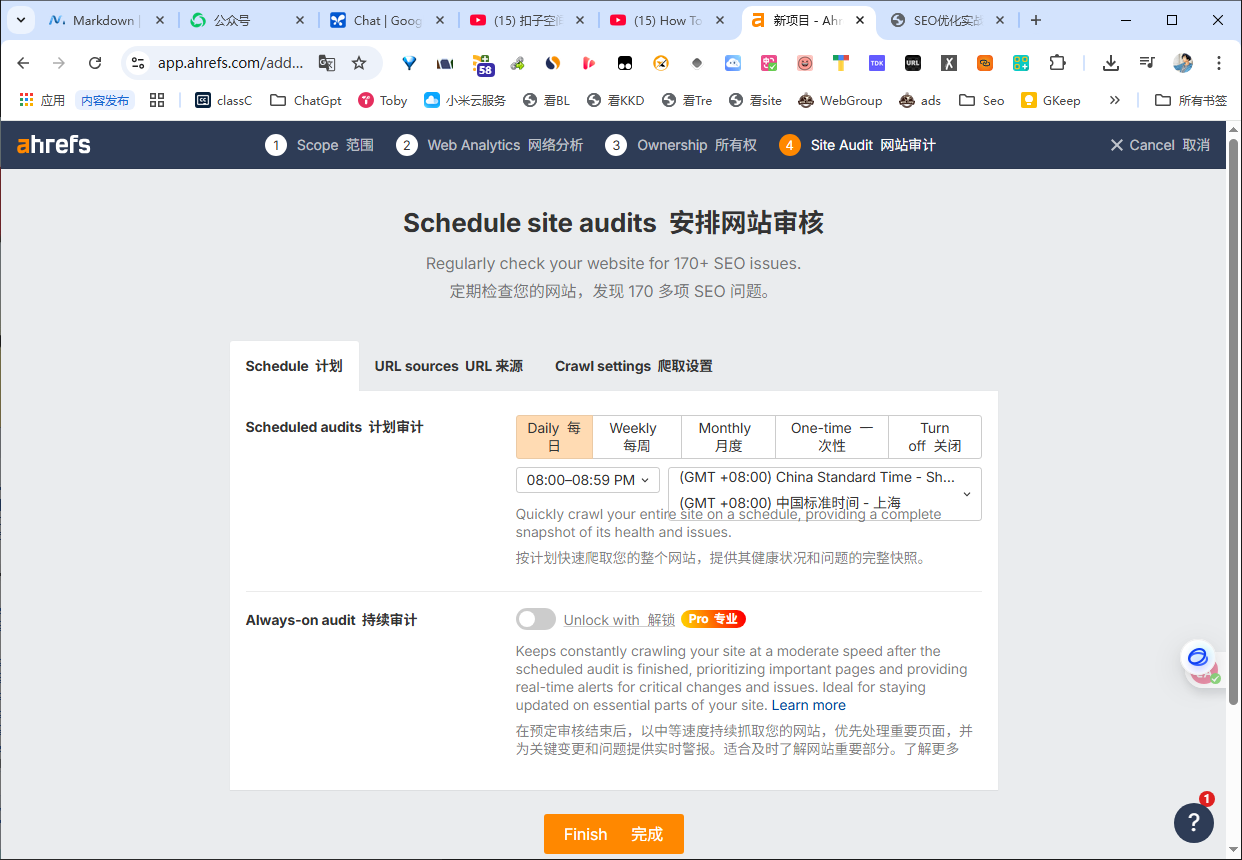 Markdown
公众号
Chat | Goog
(15) 扣子空间
(15) How To
新项目 - Ahr
SEO优化实战
app.ahrefs.com/add...
58
TDK
URL
应用
内容发布
classC
ChatGpt
Toby
小米云服务
看BL
看KKD
看Tre
看site
WebGroup
ads
Seo
GKeep
所有书签
ahrefs
1 Scope 范围
2 Web Analytics 网络分析
3 Ownership 所有权
4 Site Audit 网站审计
Cancel 取消
Schedule site audits 安排网站审核
Regularly check your website for 170+ SEO issues.
定期检查您的网站，发现 170 多项 SEO 问题。
Schedule 计划
URL sources URL 来源
Crawl settings 爬取设置
Scheduled audits 计划审计
Daily 每
日
Weekly
每周
Monthly
月度
One-time 一
次性
Turn
off 关闭
08:00–08:59 PM
(GMT +08:00) China Standard Time - Sh...
(GMT +08:00) 中国标准时间 - 上海
Quickly crawl your entire site on a schedule, providing a complete
snapshot of its health and issues.
按计划快速爬取您的整个网站，提供其健康状况和问题的完整快照。
Always-on audit 持续审计
Unlock with 解锁 Pro 专业
Keeps constantly crawling your site at a moderate speed after the
scheduled audit is finished, prioritizing important pages and providing
real-time alerts for critical changes and issues. Ideal for staying
updated on essential parts of your site. Learn more
在预定审核结束后，以中等速度持续抓取您的网站，优先处理重要页面，并
为关键变更和问题提供实时警报。适合及时了解网站重要部分。了解更多
Finish 完成
1
?